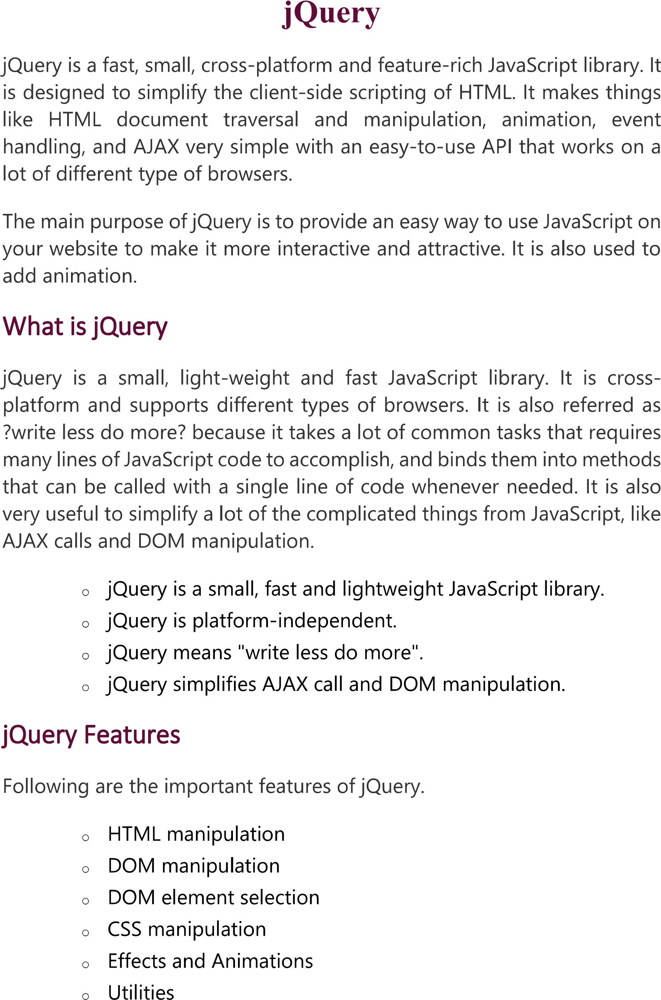 jQuery
jQuery is a fast, small, cross-platform and feature-rich JavaScript library. It
is designed to simplify the client-side scripting of HTML. It makes things
like HTML document traversal and manipulation, animation, event
handling, and AJAX very simple with an easy-to-use API that works on a
lot of different type of browsers.
The main purpose of jQuery is to provide an easy way to use JavaScript on
your website to make it more interactive and attractive. It is also used to
add animation.
What is jQuery
jQuery is a small, light-weight and fast JavaScript library. It is cross-
platform and supports different types of browsers. It is also referred as
?write less do more? because it takes a lot of common tasks that requires
many lines of JavaScript code to accomplish, and binds them into methods
that can be called with a single line of code whenever needed. It is also
very useful to simplify a lot of the complicated things from JavaScript, like
AJAX calls and DOM manipulation.
o jQuery is a small, fast and lightweight JavaScript library.
o jQuery is platform-independent.
o jQuery means "write less do more".
o jQuery simplifies AJAX call and DOM manipulation.
jQuery Features
Following are the important features of jQuery.
o HTML manipulation
o DOM manipulation
o DOM element selection
o CSS manipulation
o Effects and Animations
o Utilities